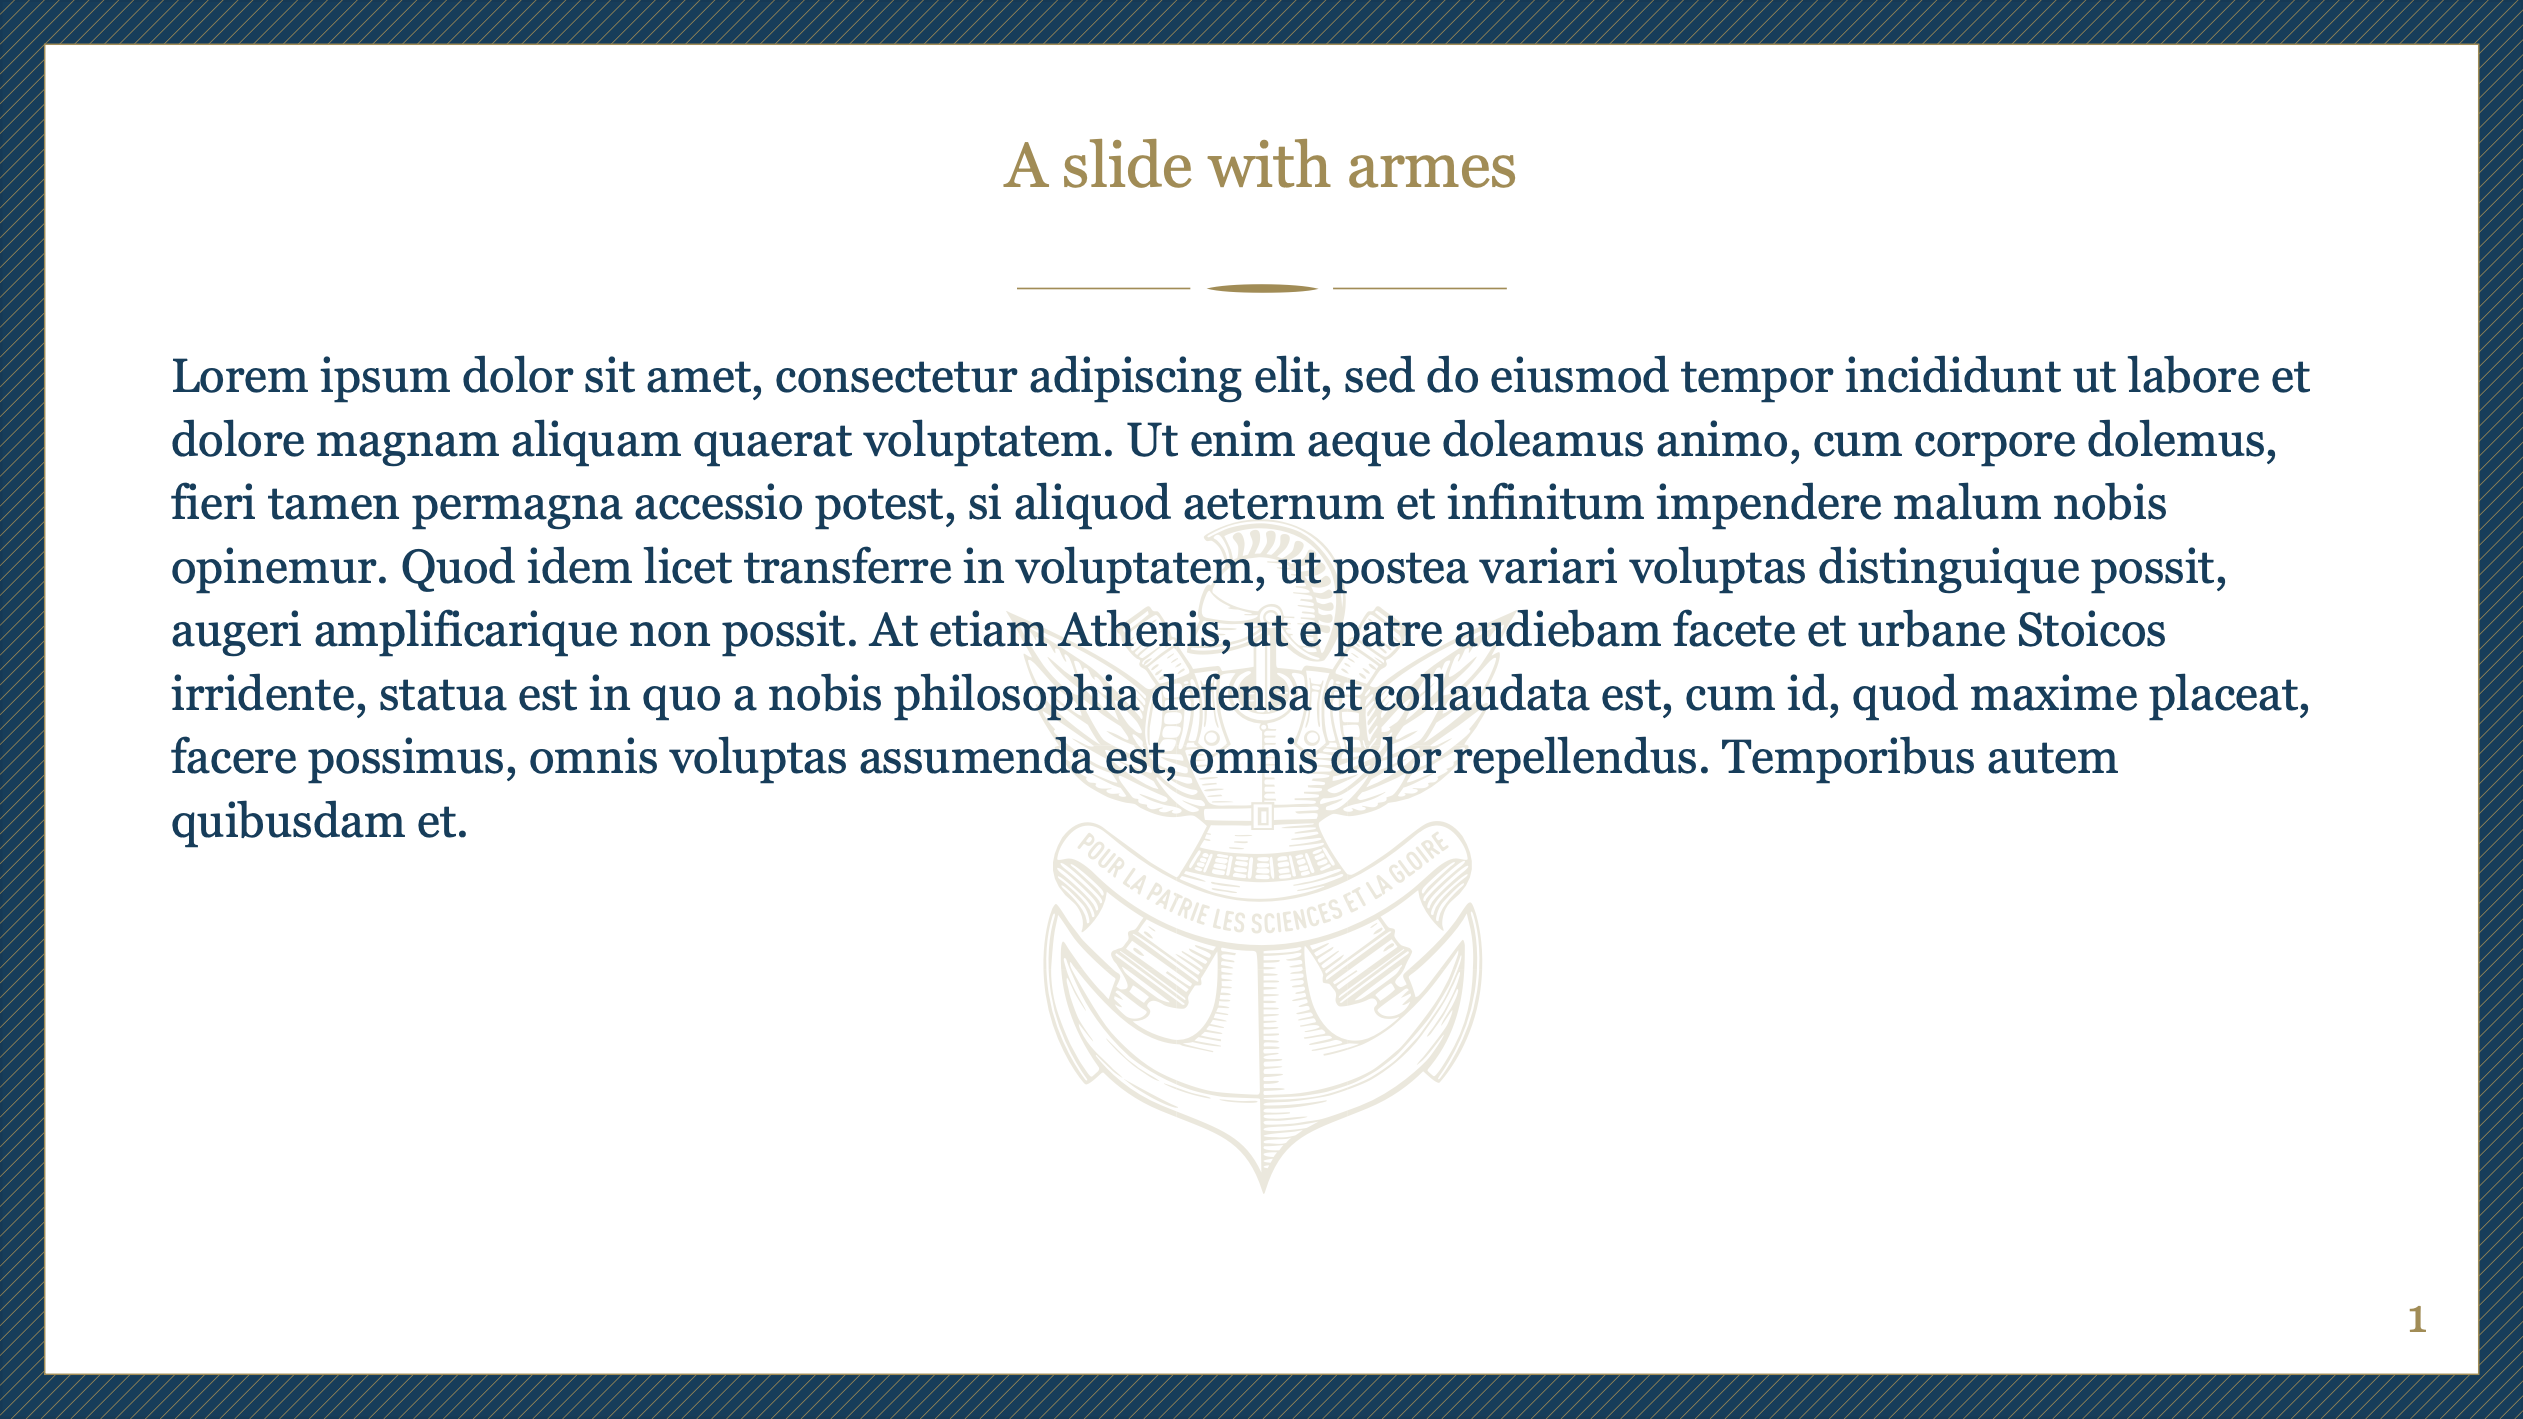 A slide with armes
Lorem ipsum dolor sit amet, consectetur adipiscing elit, sed do eiusmod tempor incididunt ut labore et
dolore magnam aliquam quaerat voluptatem. Ut enim aeque doleamus animo, cum corpore dolemus,
fieri tamen permagna accessio potest, si aliquod aeternum et infinitum impendere malum nobis
opinemur. Quod idem licet transferre in voluptatem, ut postea variari voluptas distinguique possit,
augeri amplificarique non possit. At etiam Athenis, ut e patre audiebam facete et urbane Stoicos
irridente, statua est in quo a nobis philosophia defensa et collaudata est, cum id, quod maxime placeat,
facere possimus, omnis voluptas assumenda est, omnis dolor repellendus. Temporibus autem
quibusdam et.
POUR LA PATRIE LES SCIENCES ET LA GLOIRE
1